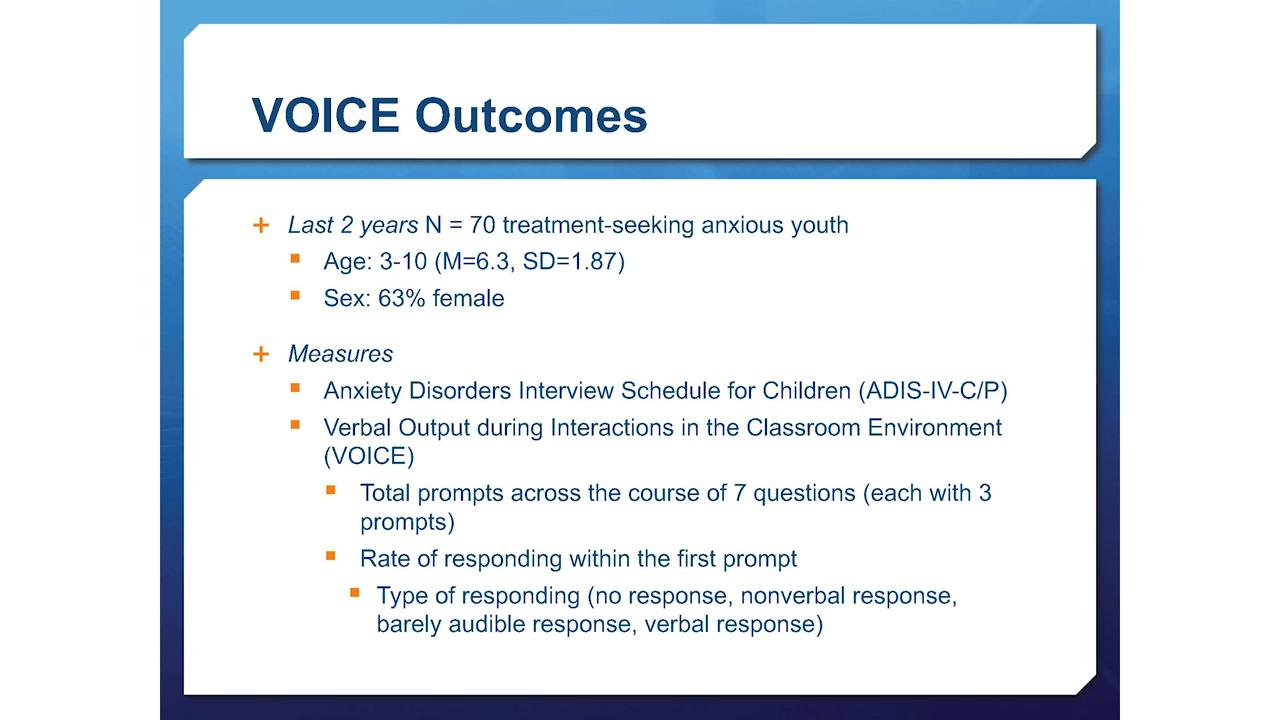 VOICE Outcomes
Last 2 years N = 70 treatment-seeking anxious youth
Age: 3-10 (M=6.3, SD=1.87)
Sex: 63% female
Measures
Anxiety Disorders Interview Schedule for Children (ADIS-IV-C/P)
Verbal Output during Interactions in the Classroom Environment
(VOICE)
Total prompts across the course of 7 questions (each with 3
prompts)
Rate of responding within the first prompt
Type of responding (no response, nonverbal response,
barely audible response, verbal response)